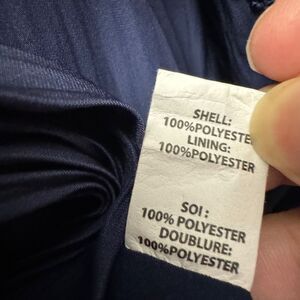 SHELL:
100%POLYESTER
LINING:
100%POLYESTER
SOI :
100% POLYESTER
DOUBLURE:
100%POLYESTER